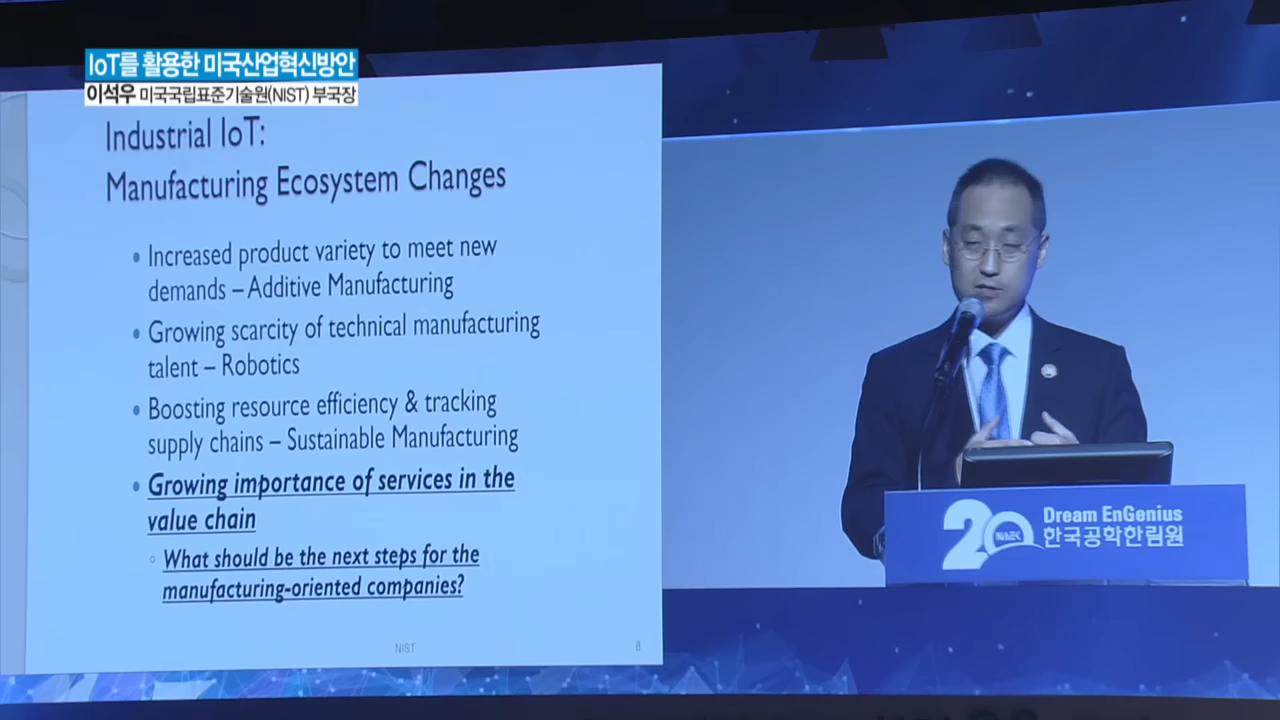 IoT를 활용한 미국산업혁신방안
이석우 미국국립표준기술원(NIST) 부국장
Industrial IoT:
Manufacturing Ecosystem Changes
• Increased product variety to meet new
demands – Additive Manufacturing
• Growing scarcity of technical manufacturing
talent – Robotics
• Boosting resource efficiency & tracking
supply chains – Sustainable Manufacturing
• Growing importance of services in the
value chain
◦ What should be the next steps for the
manufacturing-oriented companies?
NIST
8
20
NAEK
Dream EnGenius
한국공학한림원